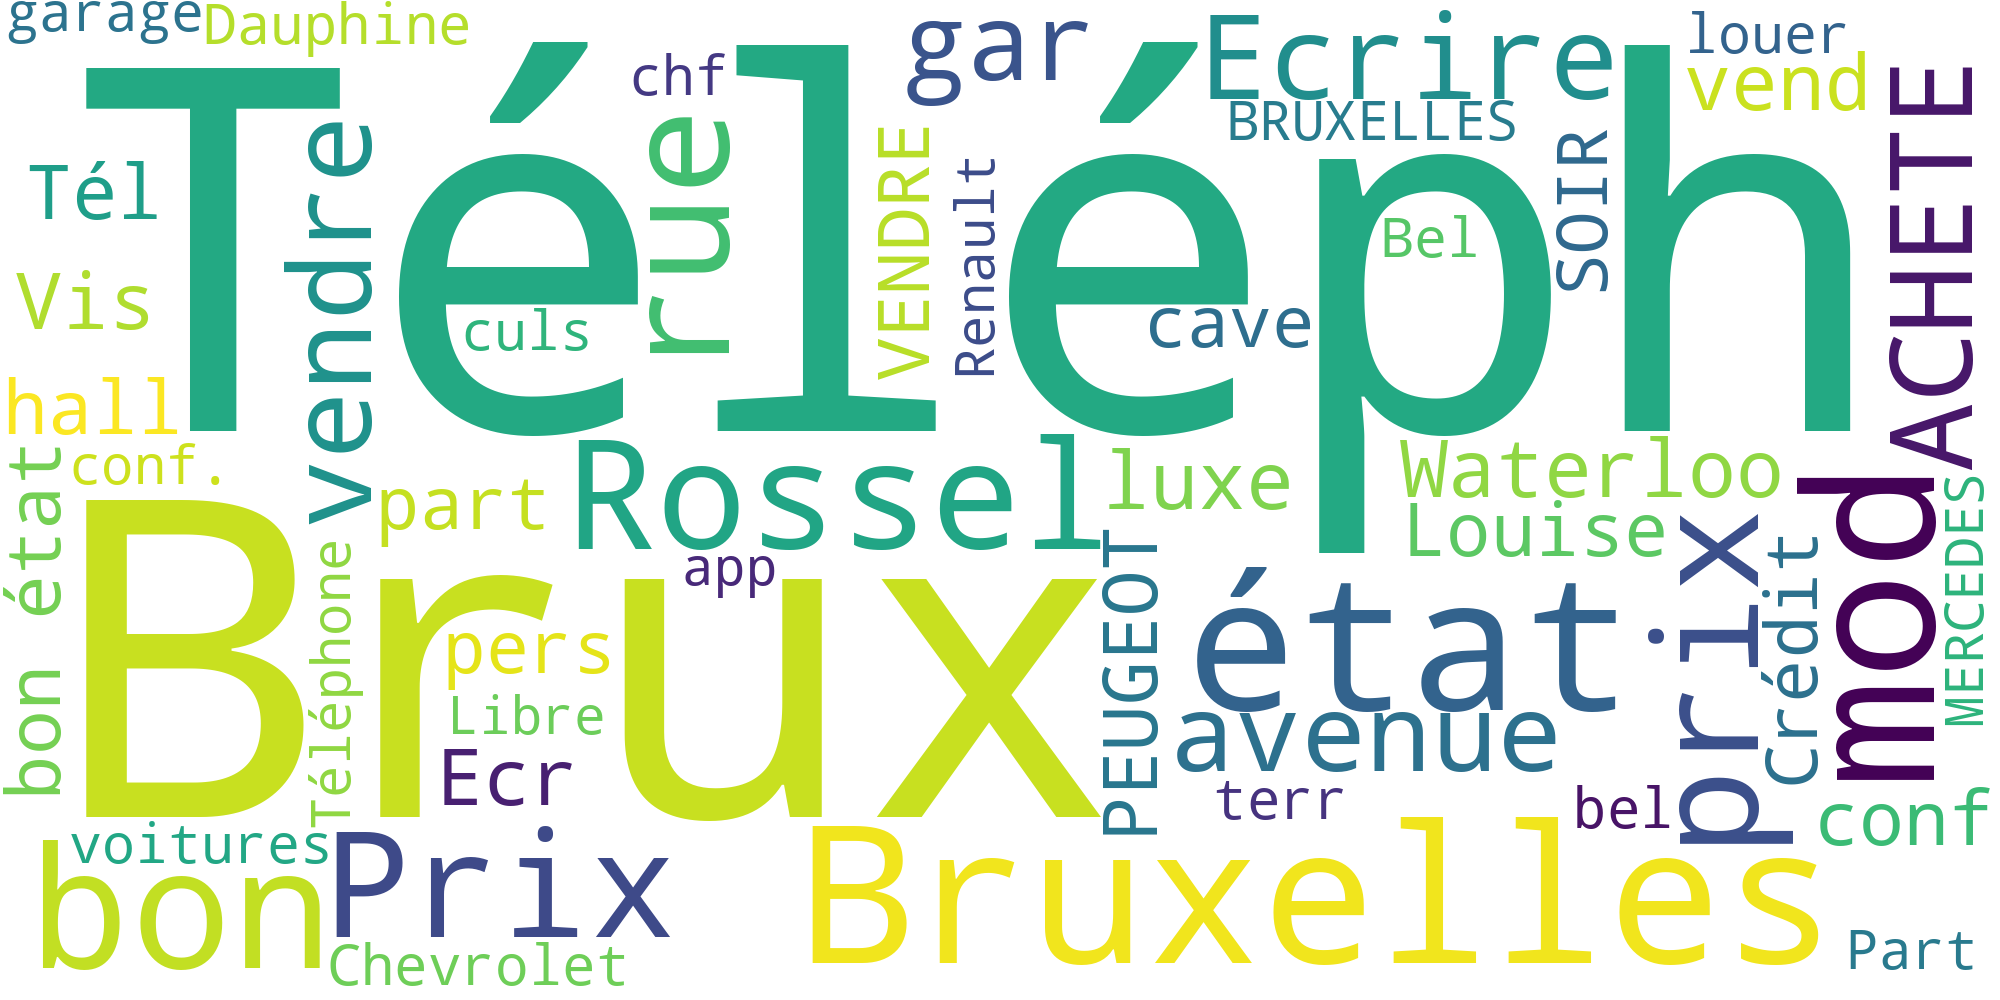 garage
Dauphine
chf
gar
Ecrire
louer
vend
BRUXELLES
Téléph
Tél
vendre
rue
VENDRE
Renault
Bel
SOIR
ACHETE
Vis
culs
cave
hall
conf.
bon état
part
Rossel
luxe
Waterloo
Louise
mod
MERCEDES
Brux
app
Téléphone
pers
Libre
Ecr
PEUGEOT
état
avenue
prix
Crédit
terr
bel
conf
voitures
bon
Prix
Bruxelles
Chevrolet
Part